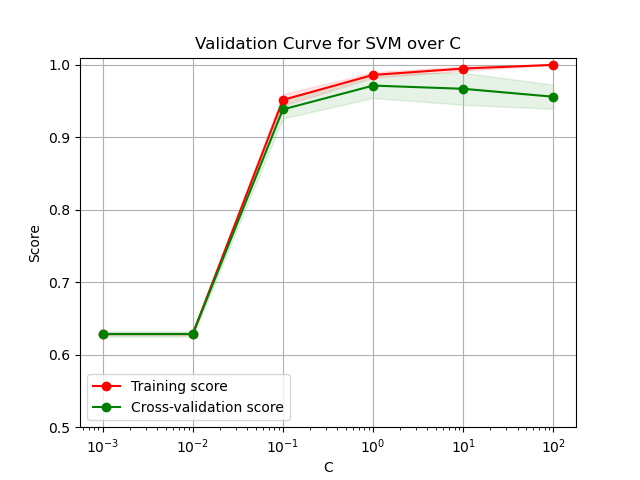 Validation Curve for SVM over C
Score
1.0
0.9
0.8
0.7
0.6
0.5
Training score
Cross-validation score
10⁻³
10⁻²
10⁻¹
10⁰
10¹
10²
C